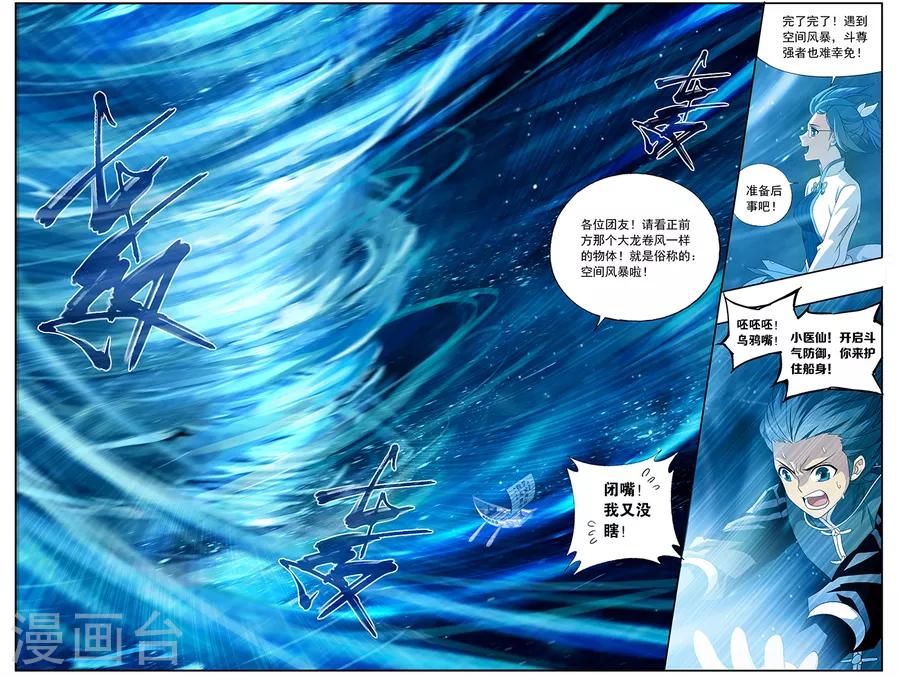 各位团友！请看正前
方那个大龙卷风一样
的物体！就是俗称的：
空间风暴啦！
闭嘴！
我又没
瞎！
完了完了！遇到
空间风暴，斗尊
强者也难幸免！
准备后
事吧！
呸呸呸！
乌鸦嘴！
小医仙！开启斗
气防御，你来护
住船身！
漫画台